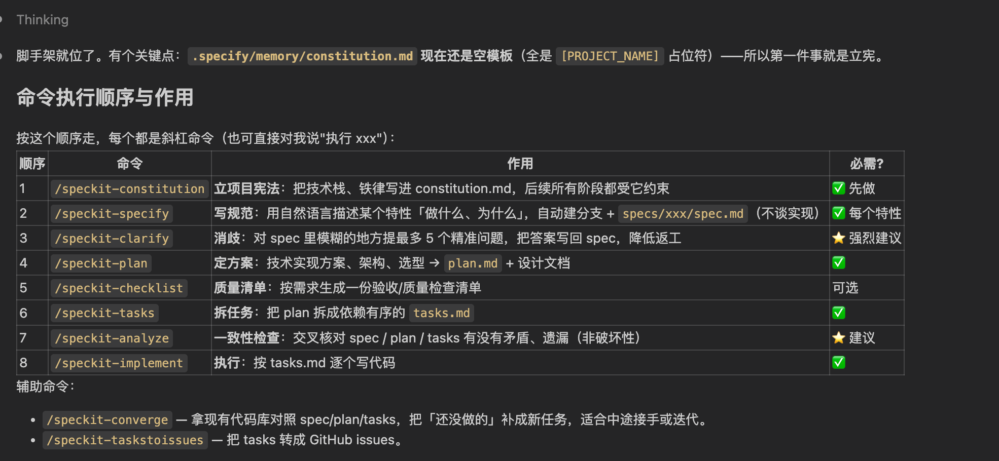 Thinking
脚手架就位了。有个关键点：.specify/memory/constitution.md 现在还是空模板（全是 [PROJECT_NAME] 占位符）——所以第一件事就是立宪。
命令执行顺序与作用
按这个顺序走，每个都是斜杠命令（也可直接对我说"执行 xxx"）：
顺序 命令 作用 必需?
1 /speckit-constitution 立项目宪法：把技术栈、铁律写进 constitution.md，后续所有阶段都受它约束 ✅ 先做
2 /speckit-specify 写规范：用自然语言描述某个特性「做什么、为什么」，自动建分支 + specs/xxx/spec.md（不谈实现） ✅ 每个特性
3 /speckit-clarify 消歧：对 spec 里模糊的地方提最多 5 个精准问题，把答案写回 spec，降低返工 ⭐ 强烈建议
4 /speckit-plan 定方案：技术实现方案、架构、选型 → plan.md + 设计文档 ✅
5 /speckit-checklist 质量清单：按需求生成一份验收/质量检查清单 可选
6 /speckit-tasks 拆任务：把 plan 拆成依赖有序的 tasks.md ✅
7 /speckit-analyze 一致性检查：交叉核对 spec / plan / tasks 有没有矛盾、遗漏（非破坏性） ⭐ 建议
8 /speckit-implement 执行：按 tasks.md 逐个写代码 ✅
辅助命令：
• /speckit-converge — 拿现有代码库对照 spec/plan/tasks，把「还没做的」补成新任务，适合中途接手或迭代。
• /speckit-taskstoissues — 把 tasks 转成 GitHub issues。